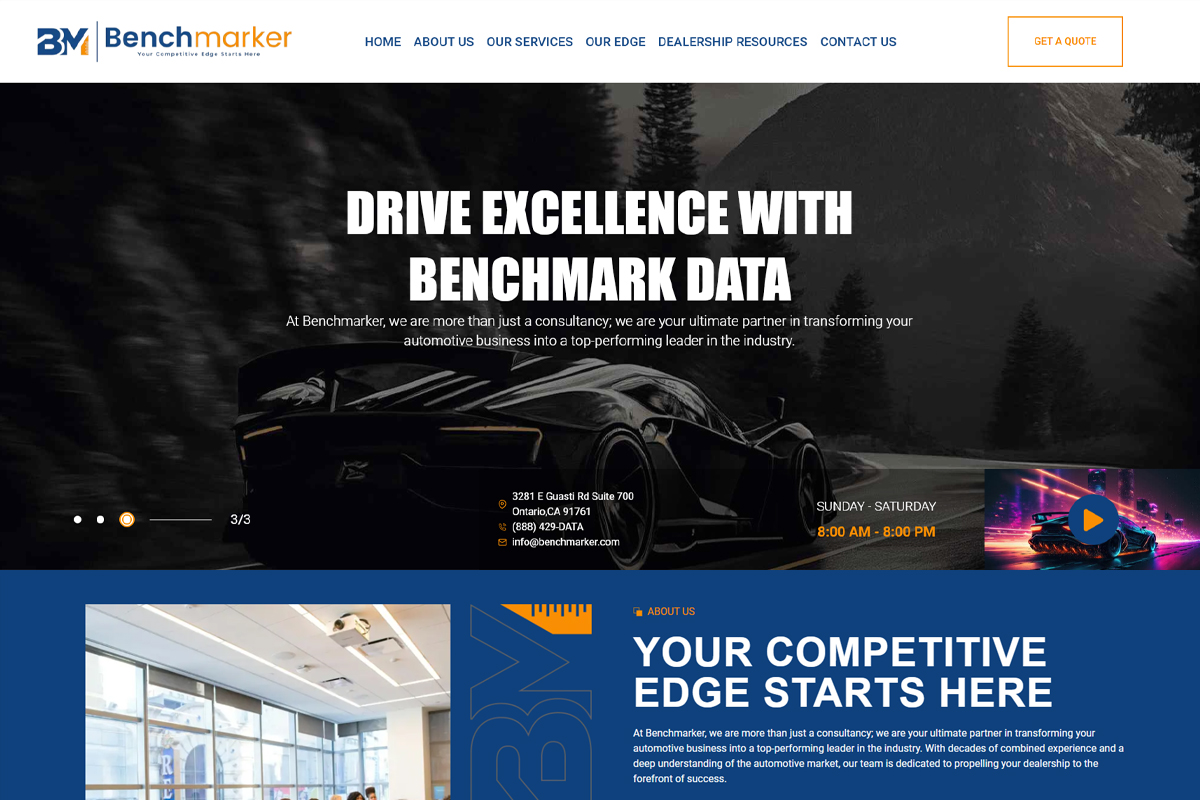 BM Benchmarker
Your Competitive Edge Starts Here
HOME ABOUT US OUR SERVICES OUR EDGE DEALERSHIP RESOURCES CONTACT US
GET A QUOTE
DRIVE EXCELLENCE WITH
BENCHMARK DATA
At Benchmarker, we are more than just a consultancy; we are your ultimate partner in transforming your
automotive business into a top-performing leader in the industry.
3/3
3281 E Guasti Rd Suite 700
Ontario,CA 91761
(888) 429-DATA
info@benchmarker.com
SUNDAY - SATURDAY
8:00 AM - 8:00 PM
BM
ABOUT US
YOUR COMPETITIVE
EDGE STARTS HERE
At Benchmarker, we are more than just a consultancy; we are your ultimate partner in transforming your
automotive business into a top-performing leader in the industry. With decades of combined experience and a
deep understanding of the automotive market, our team is dedicated to propelling your dealership to the
forefront of success.